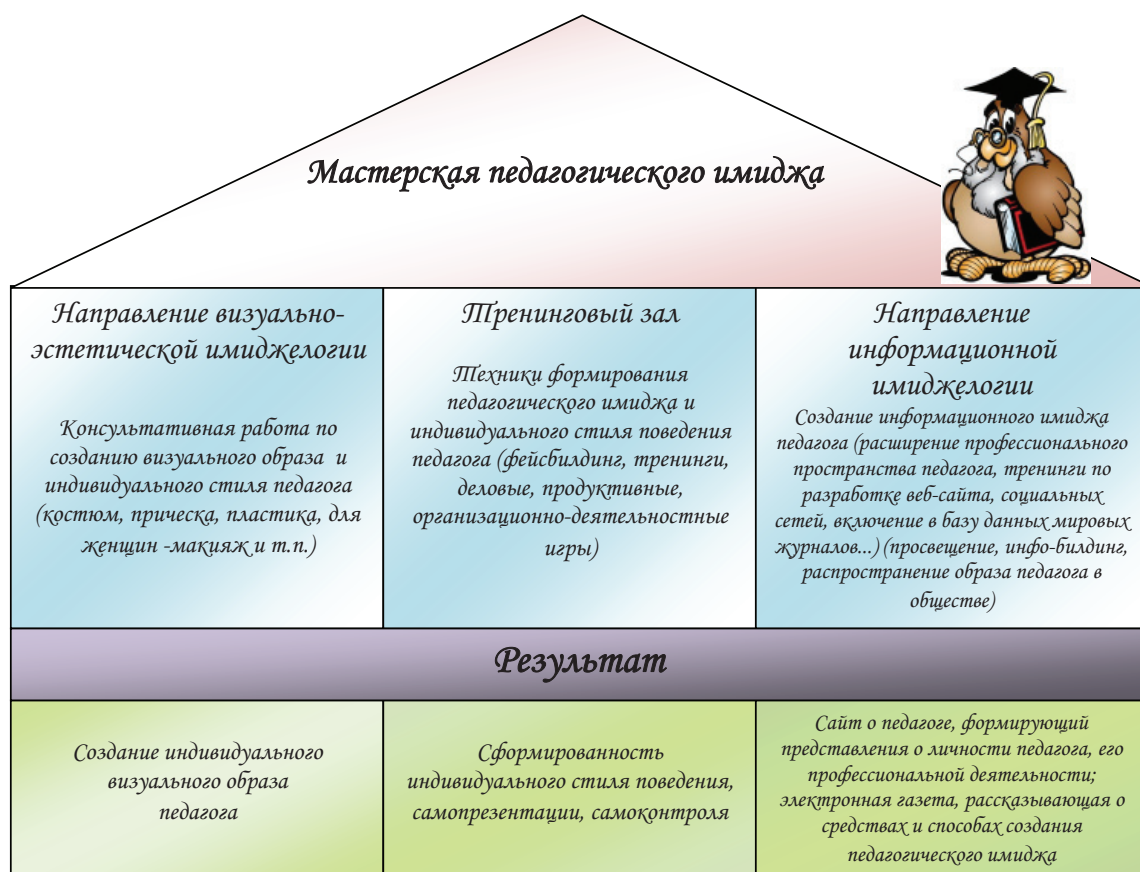 Мастерская педагогического имиджа
Направление визуально-
эстетической имиджелогии
Консультативная работа по
созданию визуального образа и
индивидуального стиля педагога
(костюм, прическа, пластика, для
женщин -макияж и т.п.)
Тренинговый зал
Техники формирования
педагогического имиджа и
индивидуального стиля поведения
педагога (фейсбилдинг, тренинги,
деловые, продуктивные,
организационно-деятельностные
игры)
Направление
информационной
имиджелогии
Создание информационного имиджа
педагога (расширение профессионального
пространства педагога, тренинги по
разработке веб-сайта, социальных
сетей, включение в базу данных мировых
журналов...) (просвещение, инфо-билдинг,
распространение образа педагога в
обществе)
Результат
Создание индивидуального
визуального образа
педагога
Сформированность
индивидуального стиля поведения,
самопрезентации, самоконтроля
Сайт о педагоге, формирующий
представления о личности педагога, его
профессиональной деятельности;
электронная газета, рассказывающая о
средствах и способах создания
педагогического имиджа